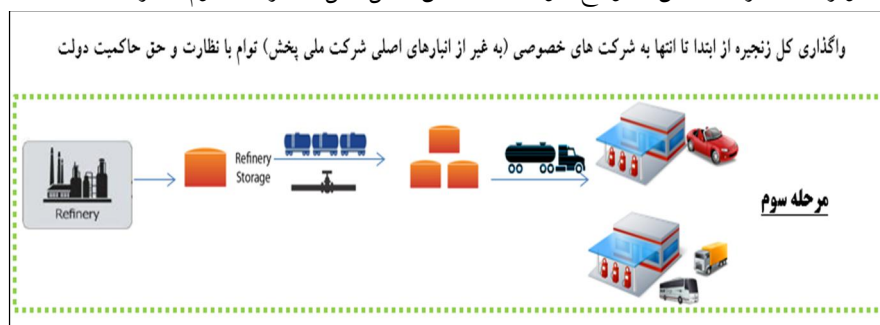 واگذاری کل زنجیره از ابتدا تا انتها به شرکت های خصوصی (به غیر از انبارهای اصلی شرکت ملی پخش) توام با نظارت و حق حاکمیت دولت
Refinery
Refinery
Storage
مرحله سوم